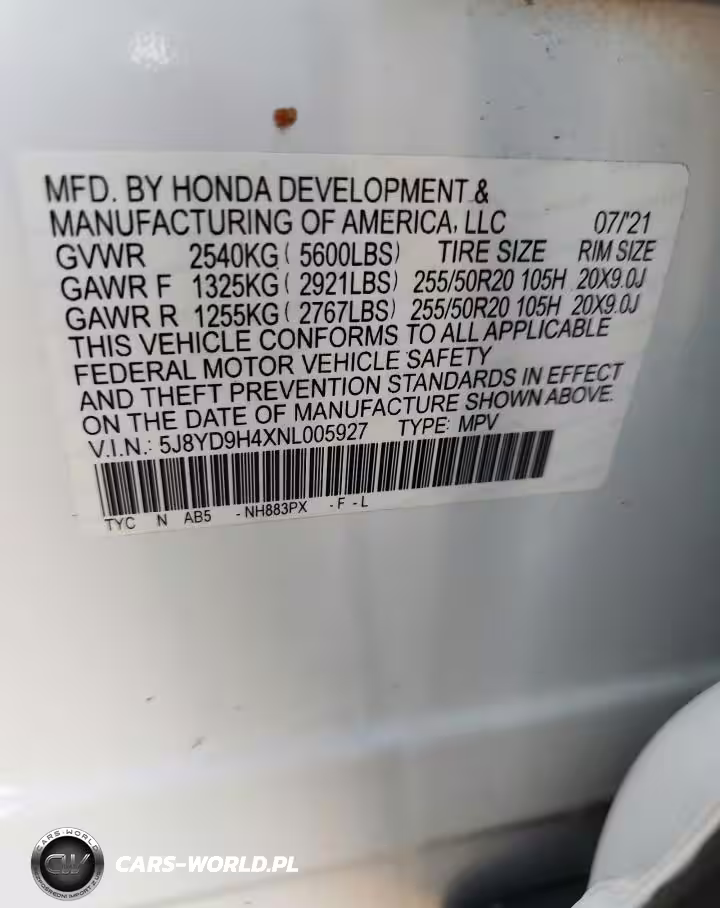 MFD. BY HONDA DEVELOPMENT &
MANUFACTURING OF AMERICA, LLC 07/'21
GVWR 2540KG ( 5600LBS) TIRE SIZE RIM SIZE
GAWR F 1325KG ( 2921LBS) 255/50R20 105H 20X9.0J
GAWR R 1255KG ( 2767LBS) 255/50R20 105H 20X9.0J
THIS VEHICLE CONFORMS TO ALL APPLICABLE
FEDERAL MOTOR VEHICLE SAFETY
AND THEFT PREVENTION STANDARDS IN EFFECT
ON THE DATE OF MANUFACTURE SHOWN ABOVE.
V.I.N.: 5J8YD9H4XNL005927 TYPE: MPV
TYC N AB5 - NH883PX - F - L
CARS-WORLD
CW
CARS-WORLD.PL